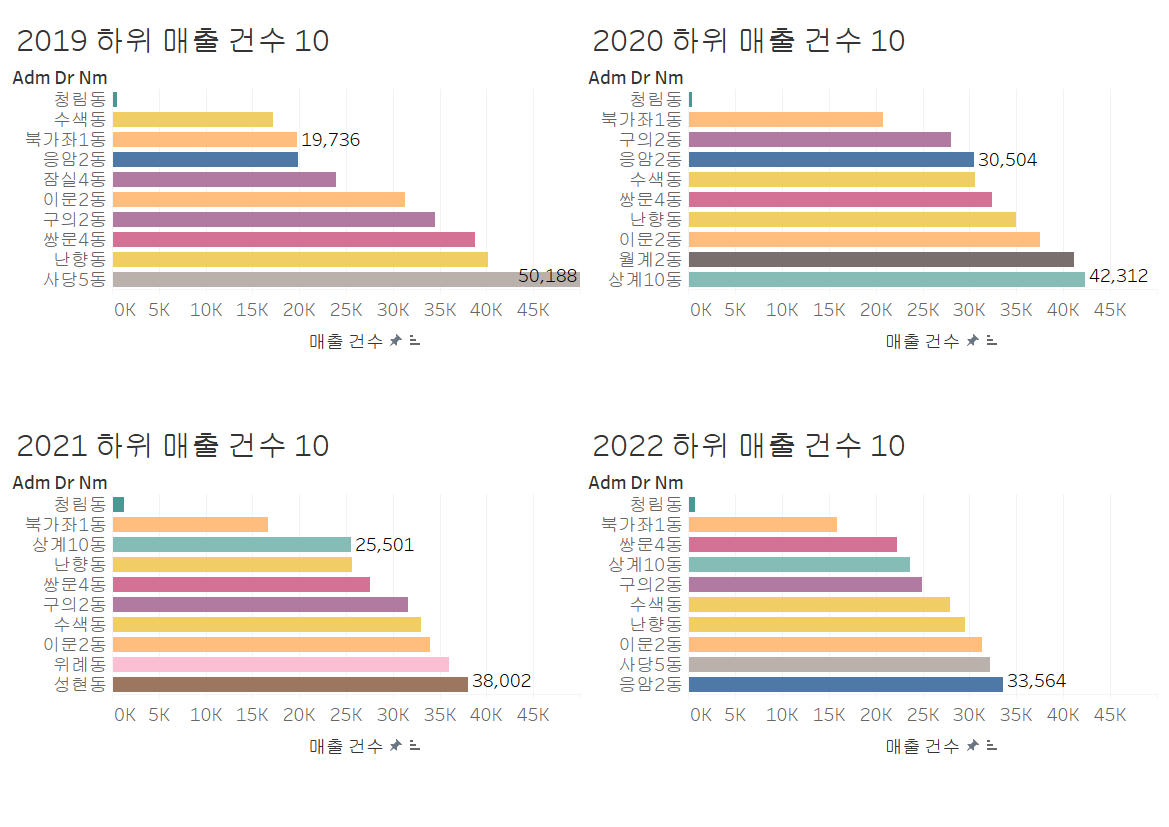 2019 하위 매출 건수 10
Adm Dr Nm
청림동
수색동
북가좌1동 19,736
응암2동
잠실4동
이문2동
구의2동
쌍문4동
난향동
사당5동 50,188
0K 5K 10K 15K 20K 25K 30K 35K 40K 45K
매출 건수
2020 하위 매출 건수 10
Adm Dr Nm
청림동
북가좌1동
구의2동
응암2동 30,504
수색동
쌍문4동
난향동
이문2동
월계2동
상계10동 42,312
0K 5K 10K 15K 20K 25K 30K 35K 40K 45K
매출 건수
2021 하위 매출 건수 10
Adm Dr Nm
청림동
북가좌1동
상계10동 25,501
난향동
쌍문4동
구의2동
수색동
이문2동
위례동
성현동 38,002
0K 5K 10K 15K 20K 25K 30K 35K 40K 45K
매출 건수
2022 하위 매출 건수 10
Adm Dr Nm
청림동
북가좌1동
쌍문4동
상계10동
구의2동
수색동
난향동
이문2동
사당5동
응암2동 33,564
0K 5K 10K 15K 20K 25K 30K 35K 40K 45K
매출 건수